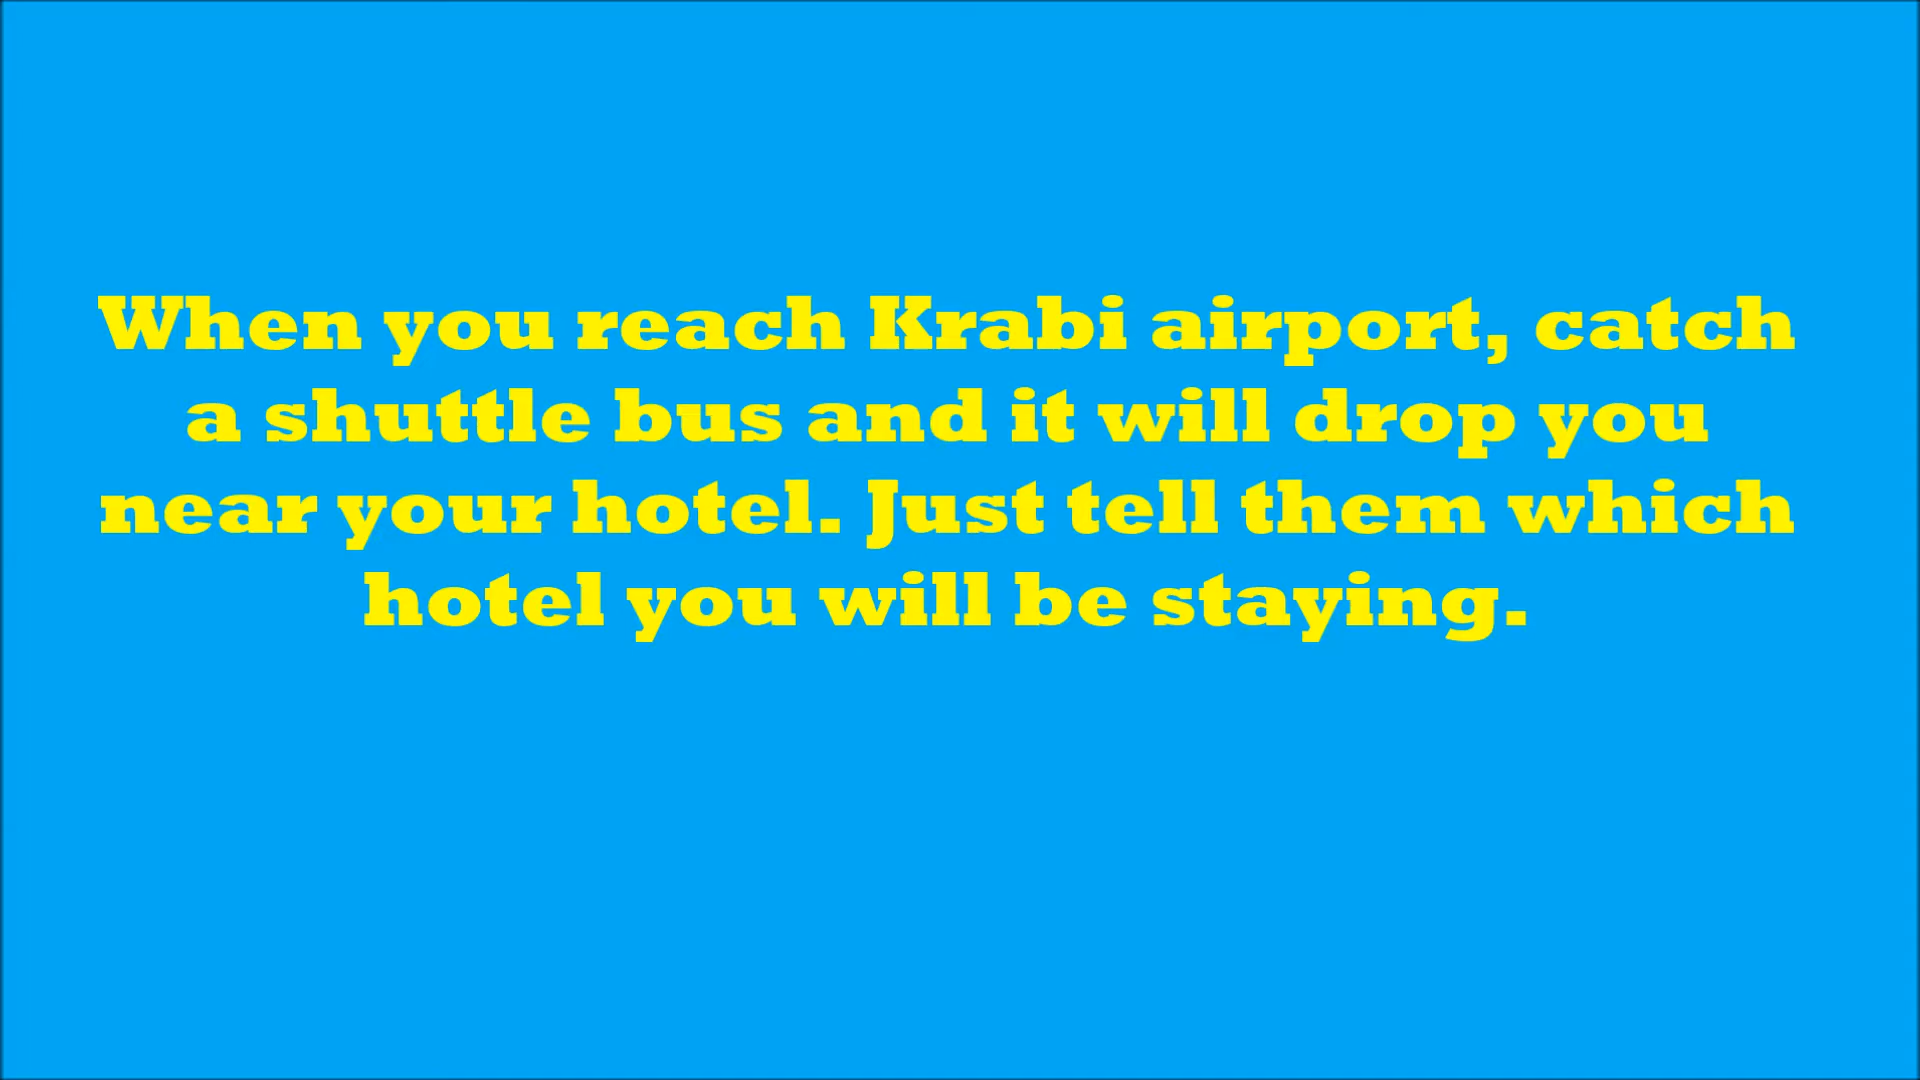 When you reach Krabi airport, catch
a shuttle bus and it will drop you
near your hotel. Just tell them which
hotel you will be staying.